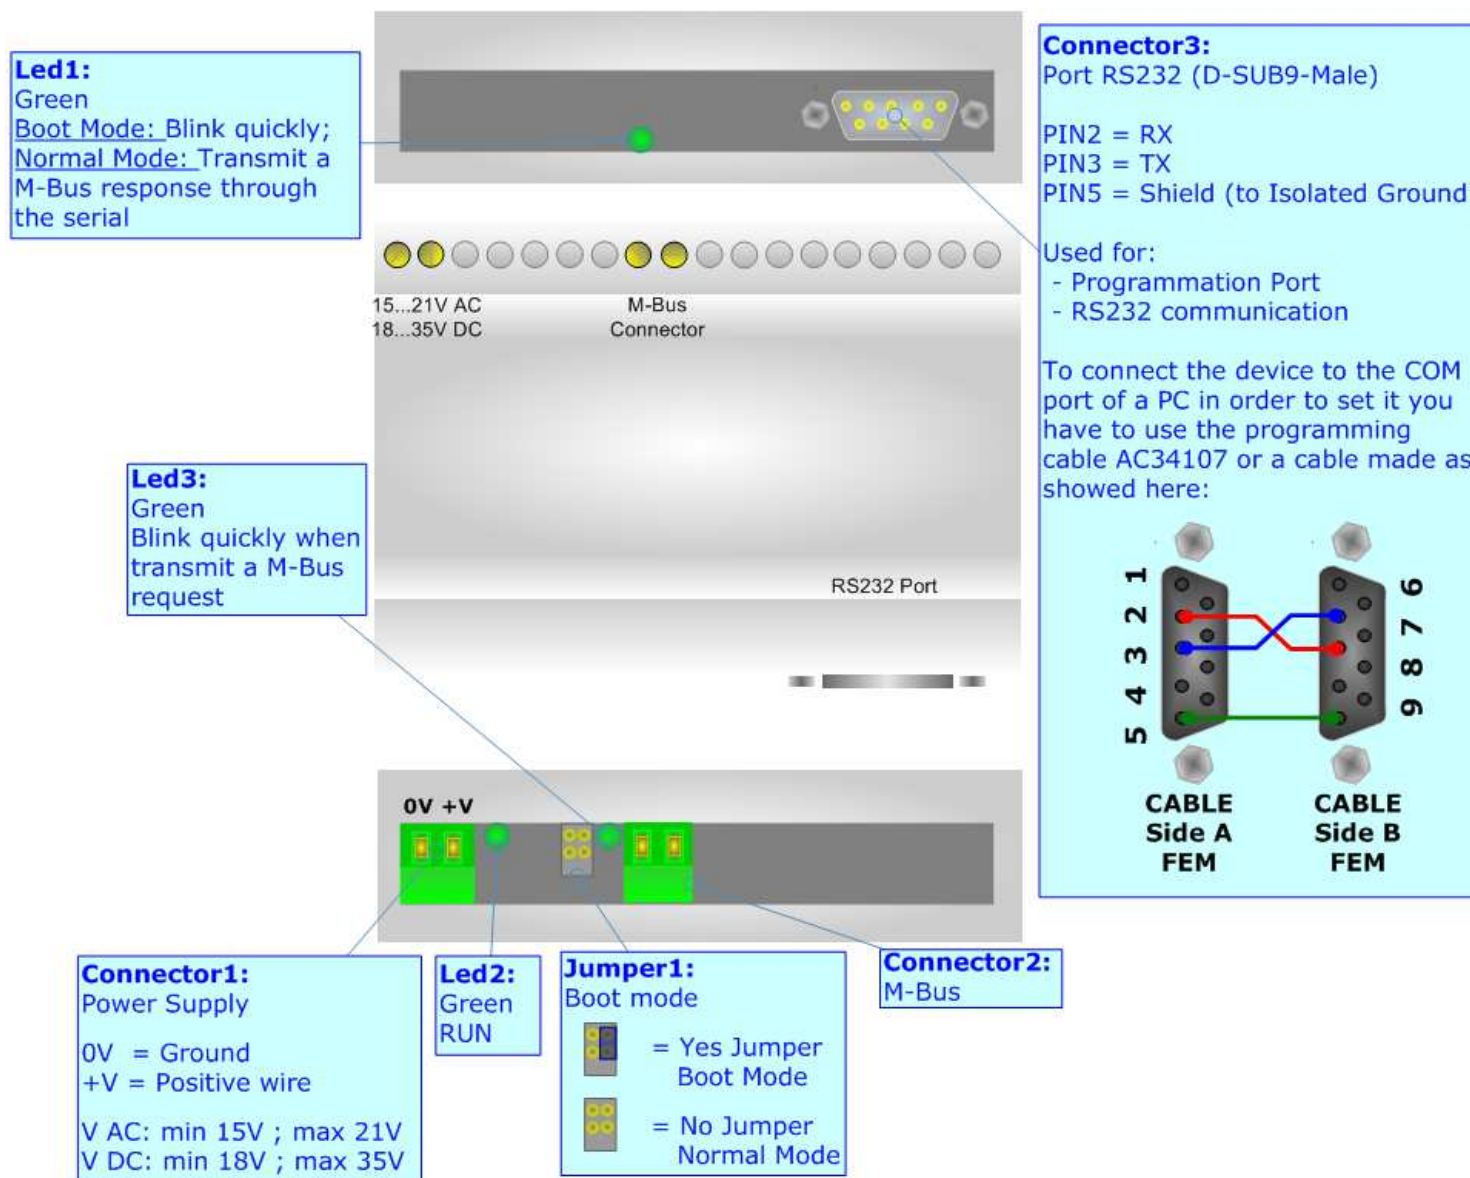 Led1:
Green
Boot Mode: Blink quickly;
Normal Mode: Transmit a
M-Bus response through
the serial
Connector3:
Port RS232 (D-SUB9-Male)
PIN2 = RX
PIN3 = TX
PIN5 = Shield (to Isolated Ground
Used for:
- Programmation Port
- RS232 communication
To connect the device to the COM
port of a PC in order to set it you
have to use the programming
cable AC34107 or a cable made as
showed here:
1
2
3
4
5
6
7
8
9
CABLE
Side A
FEM
CABLE
Side B
FEM
15...21V AC
18...35V DC
M-Bus
Connector
Led3:
Green
Blink quickly when
transmit a M-Bus
request
RS232 Port
0V +V
Connector1:
Power Supply
0V = Ground
+V = Positive wire
V AC: min 15V ; max 21V
V DC: min 18V ; max 35V
Led2:
Green
RUN
Jumper1:
Boot mode
= Yes Jumper
Boot Mode
= No Jumper
Normal Mode
Connector2:
M-Bus